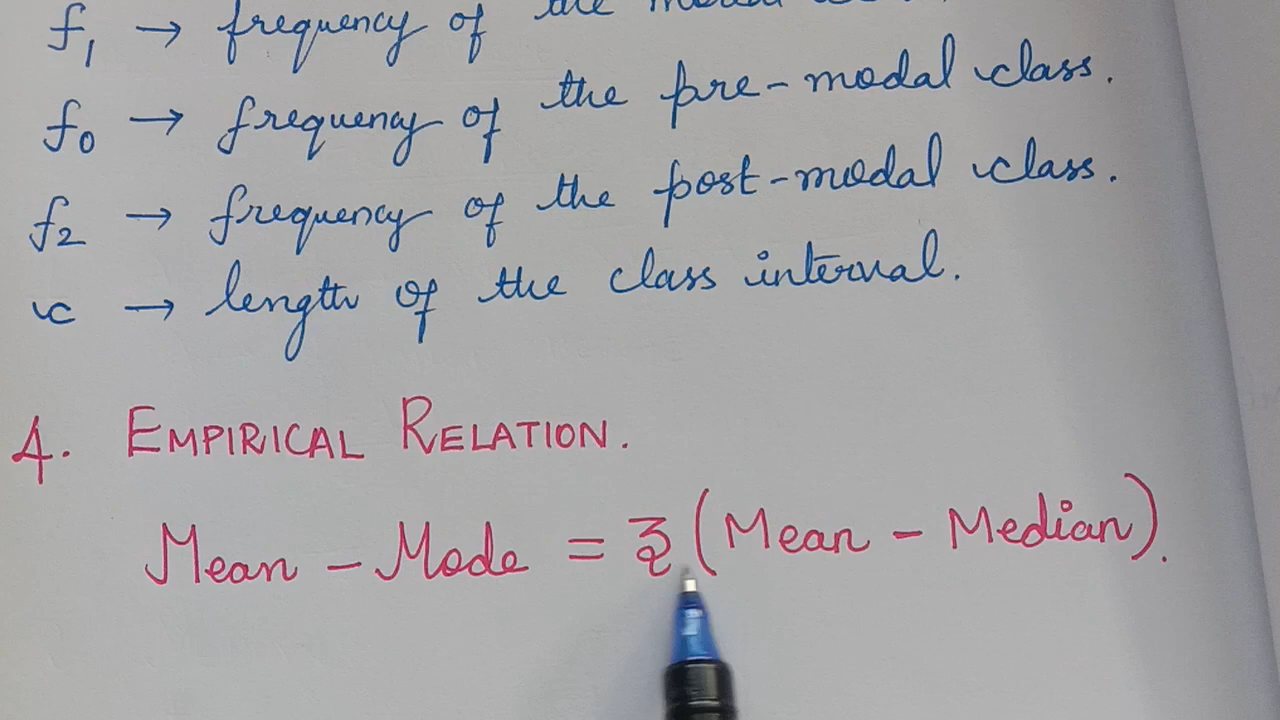 f₁ → frequency of the
f₀ → frequency of the pre-modal class.
f₂ → frequency of the post-modal class.
c → length of the class interval.
4. EMPIRICAL RELATION.
Mean - Mode = 3 (Mean - Median).